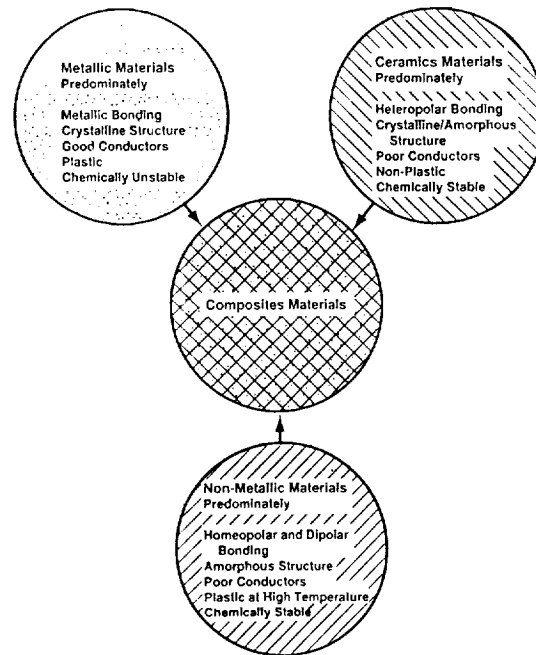 Metallic Materials
Predominately
Metallic Bonding
Crystalline Structure
Good Conductors
Plastic
Chemically Unstable
Ceramics Materials
Predominately
Heteropolar Bonding
Crystalline/Amorphous
Structure
Poor Conductors
Non-Plastic
Chemically Stable
Composites Materials
Non-Metallic Materials
Predominately
Homeopolar and Dipolar
Bonding
Amorphous Structure
Poor Conductors
Plastic at High Temperature
Chemically Stable